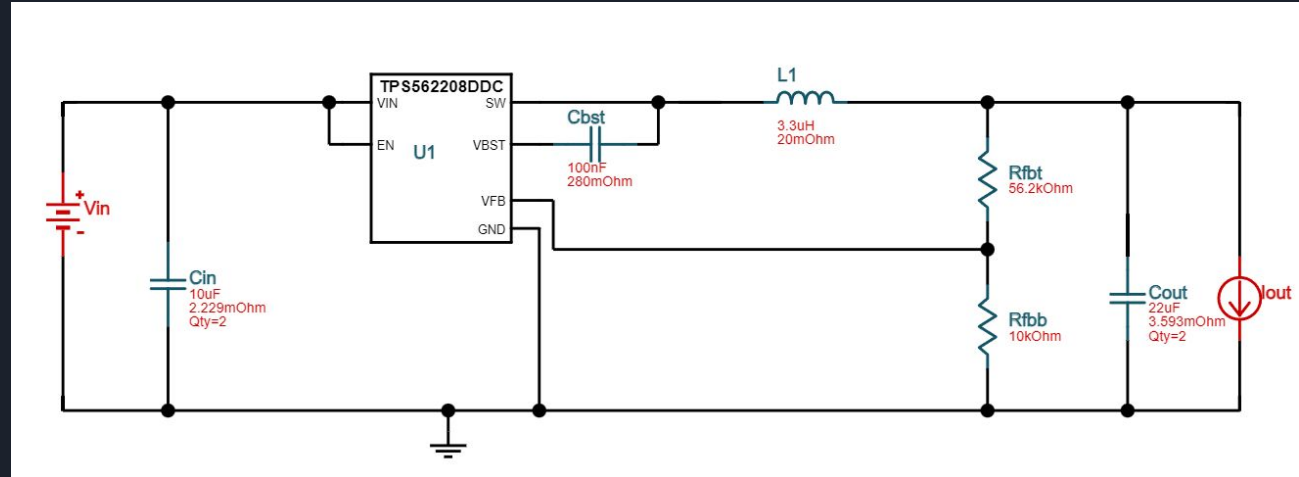 TPS562208DDC
VIN
SW
EN
U1
VBST
VFB
GND
L1
3.3uH
20mOhm
Cbst
100nF
280mOhm
+
Vin
-
Cin
10uF
2.229mOhm
Qty=2
Rfbt
56.2kOhm
Rfbb
10kOhm
Cout
22uF
3.593mOhm
Qty=2
Iout